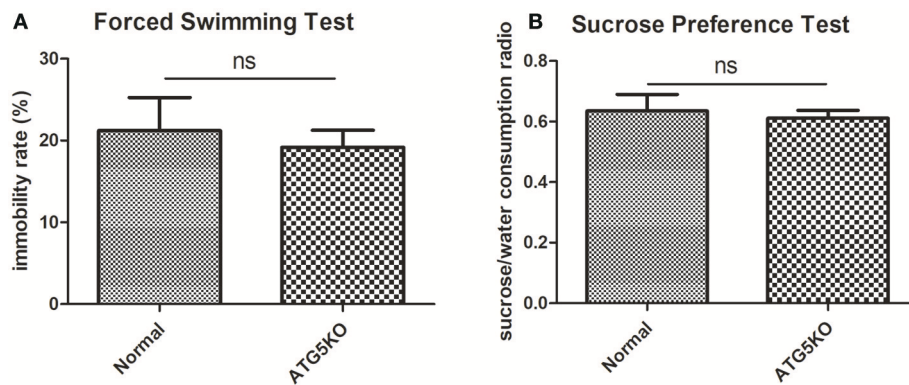 A
Forced Swimming Test
immobility rate (%)
30
20
10
0
ns
Normal
ATG5KO
B
Sucrose Preference Test
sucrose/water consumption radio
0.8
0.6
0.4
0.2
0.0
ns
Normal
ATG5KO